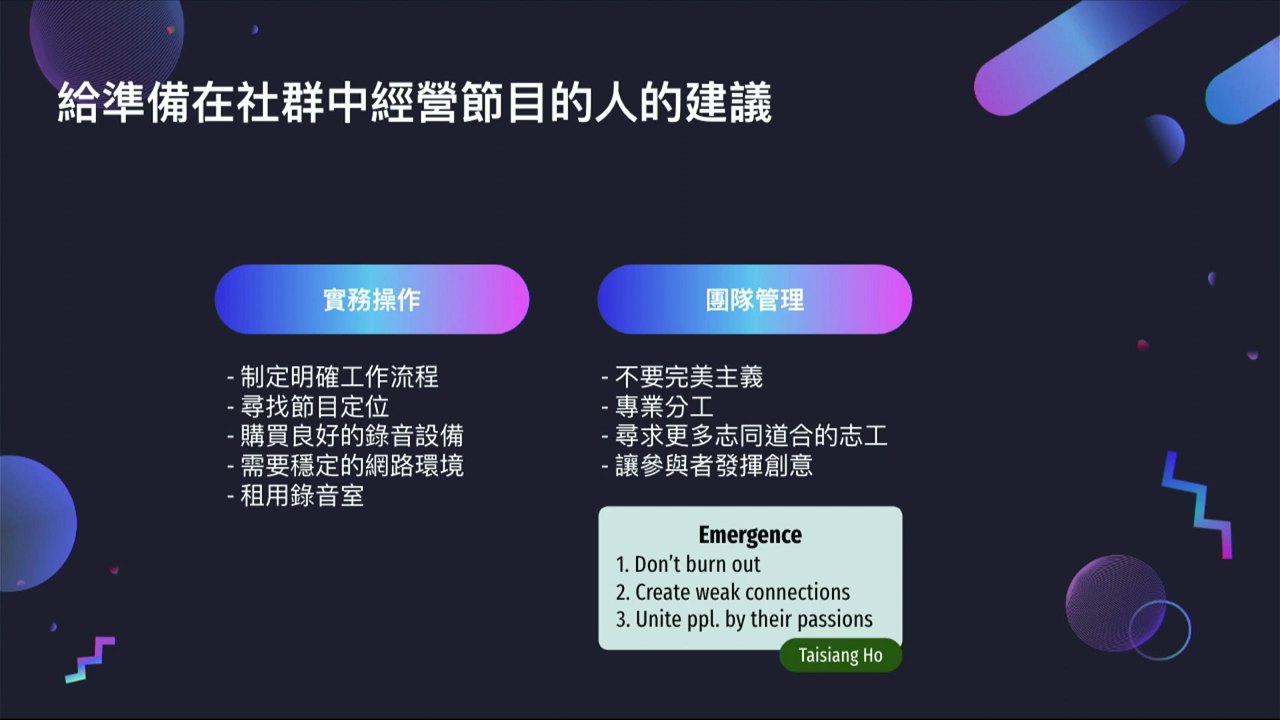 給準備在社群中經營節目的人的建議
實務操作
- 制定明確工作流程
- 尋找節目定位
- 購買良好的錄音設備
- 需要穩定的網路環境
- 租用錄音室
團隊管理
- 不要完美主義
- 專業分工
- 尋求更多志同道合的志工
- 讓參與者發揮創意
Emergence
1. Don’t burn out
2. Create weak connections
3. Unite ppl. by their passions
Taisiang Ho